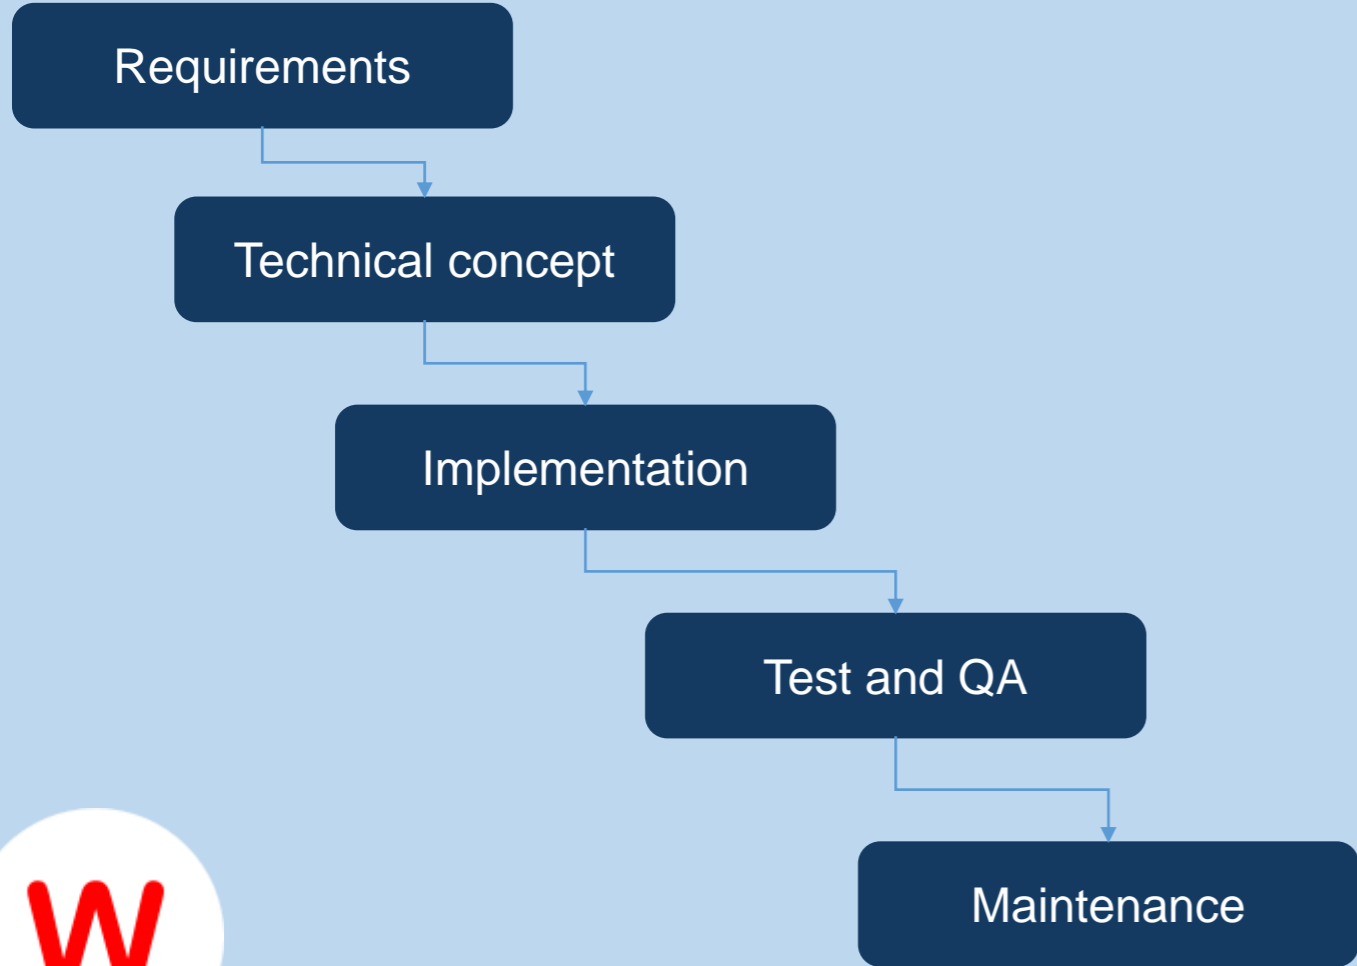 Requirements
Technical concept
Implementation
Test and QA
Maintenance
W